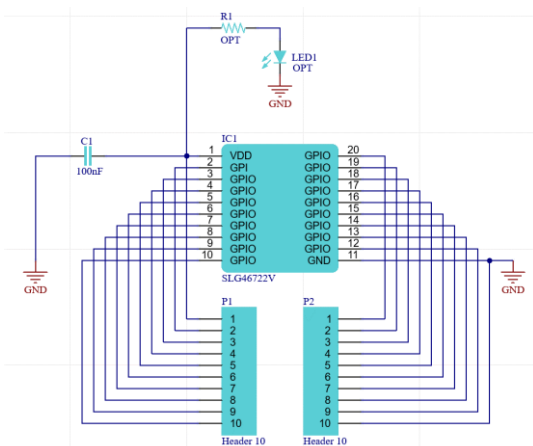 R1
OPT
LED1
OPT
GND
C1
100nF
IC1
1 VDD GPIO 20
2 GPI GPIO 19
3 GPIO GPIO 18
4 GPIO GPIO 17
5 GPIO GPIO 16
6 GPIO GPIO 15
7 GPIO GPIO 14
8 GPIO GPIO 13
9 GPIO GPIO 12
10 GPIO GND 11
SLG46722V
GND
GND
P1
1
2
3
4
5
6
7
8
9
10
Header 10
P2
1
2
3
4
5
6
7
8
9
10
Header 10